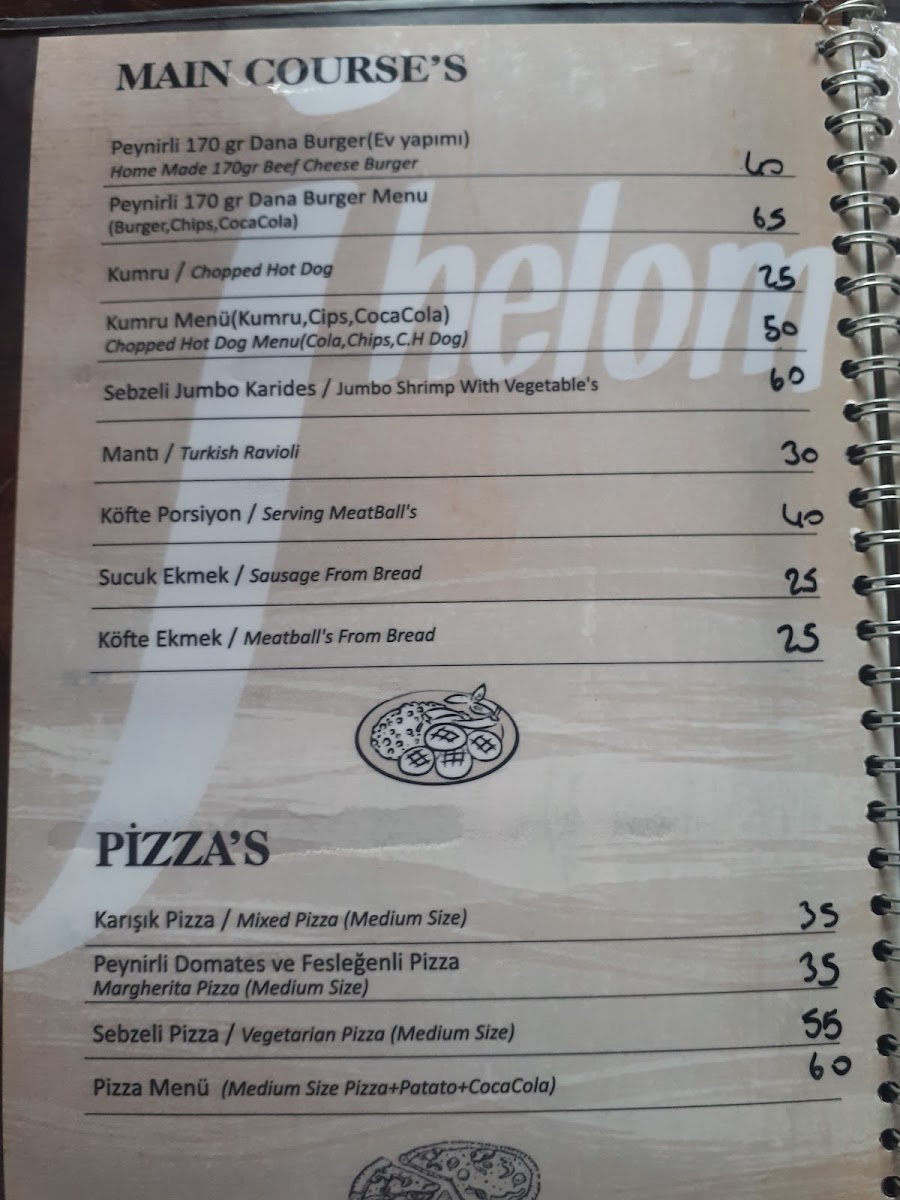 MAIN COURSE'S
Peynirli 170 gr Dana Burger(Ev yapımı)
Home Made 170gr Beef Cheese Burger 40
Peynirli 170 gr Dana Burger Menu
(Burger,Chips,CocaCola) 65
Kumru / Chopped Hot Dog 25
Kumru Menü(Kumru,Cips,CocaCola)
Chopped Hot Dog Menu(Cola,Chips,C.H Dog) 50
Sebzeli Jumbo Karides / Jumbo Shrimp With Vegetable's 60
Mantı / Turkish Ravioli 30
Köfte Porsiyon / Serving MeatBall's 40
Sucuk Ekmek / Sausage From Bread 25
Köfte Ekmek / Meatball's From Bread 25
Jhelom
PİZZA'S
Karışık Pizza / Mixed Pizza (Medium Size) 35
Peynirli Domates ve Fesleğenli Pizza
Margherita Pizza (Medium Size) 35
Sebzeli Pizza / Vegetarian Pizza (Medium Size) 55
Pizza Menü (Medium Size Pizza+Patato+CocaCola) 60